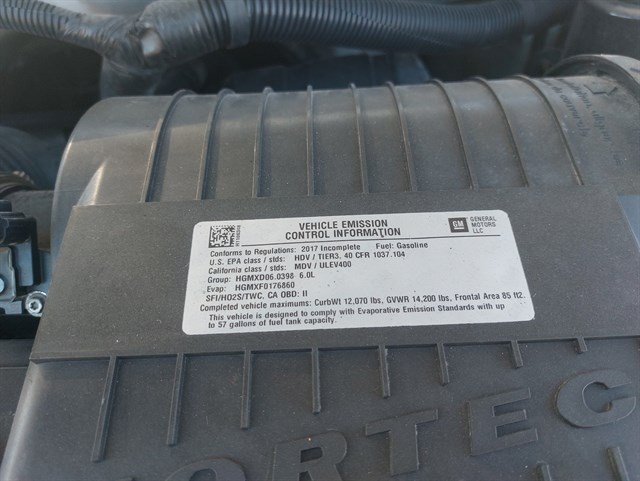 VEHICLE EMISSION
CONTROL INFORMATION
GM GENERAL
MOTORS
LLC
Conforms to Regulations: 2017 Incomplete Fuel: Gasoline
U.S. EPA class / stds: HDV / TIER3, 40 CFR 1037.104
California class / stds: MDV / ULEV400
Group: HGMXD06.0398 6.0L
Evap: HGMXF0176860
SFI/HO2S/TWC, CA OBD: II
Completed vehicle maximums: CurbWt 12,070 lbs, GVWR 14,200 lbs, Frontal Area 85 ft2.
This vehicle is designed to comply with Evaporative Emission Standards with up
to 57 gallons of fuel tank capacity.
ORTEC